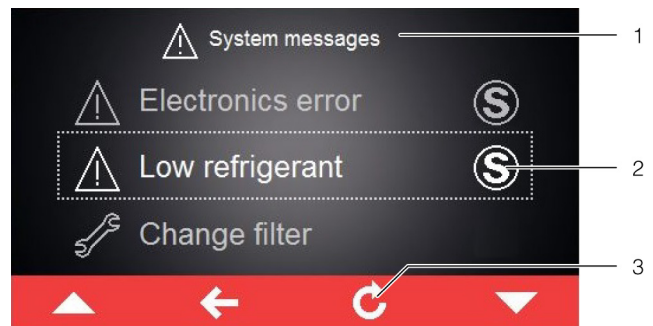 System messages
1
Electronics error S
Low refrigerant S
2
Change filter
3